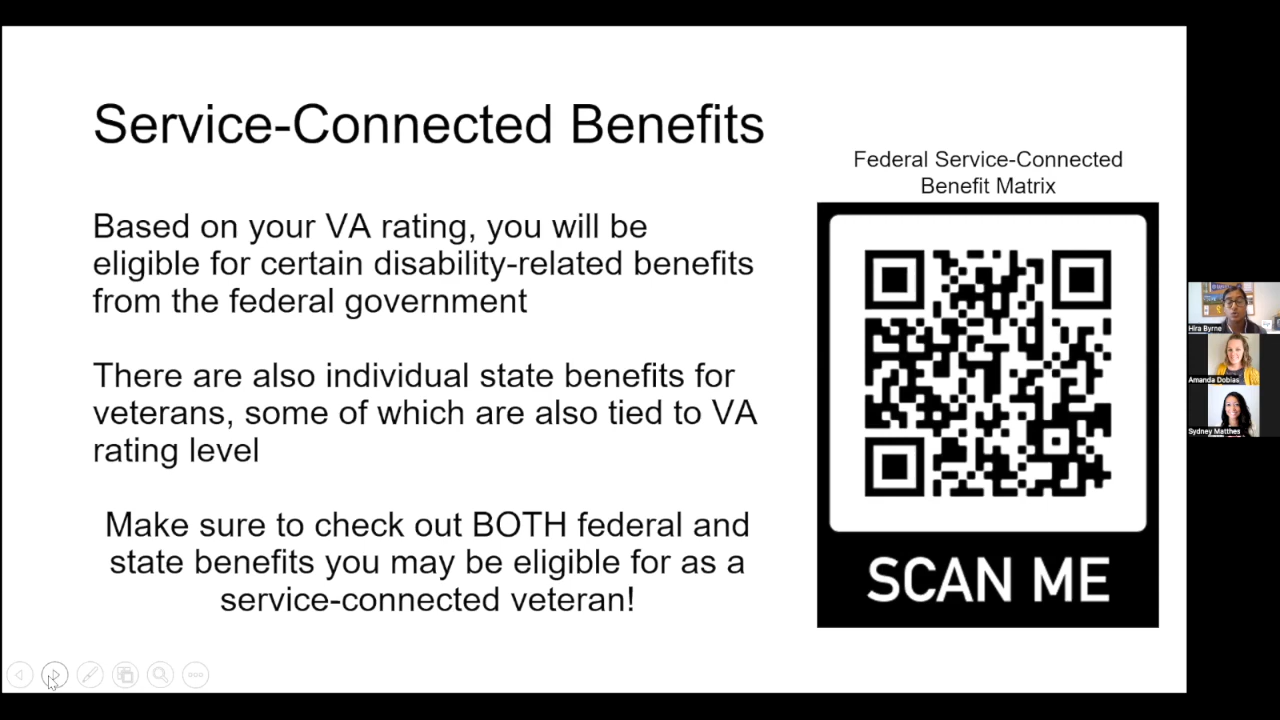 Service-Connected Benefits
Federal Service-Connected
Benefit Matrix
Based on your VA rating, you will be
eligible for certain disability-related benefits
from the federal government
There are also individual state benefits for
veterans, some of which are also tied to VA
rating level
Make sure to check out BOTH federal and
state benefits you may be eligible for as a
service-connected veteran!
SCAN ME
Hira Byrne
Amanda Dobias
Sydney Matthes